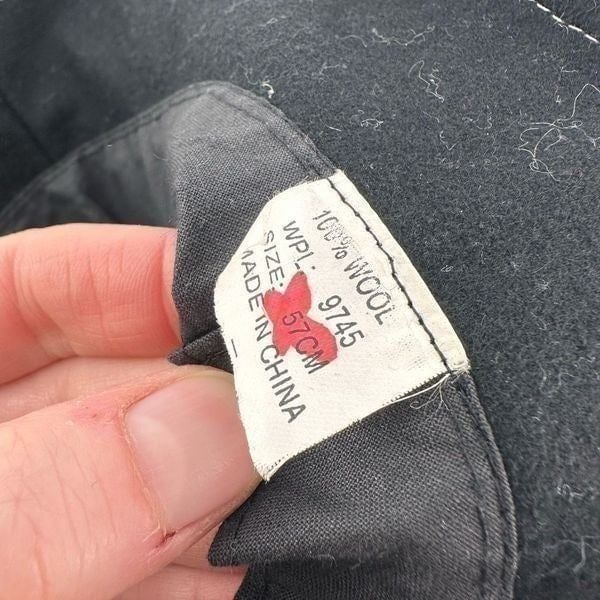 100% WOOL
WPL: 9745
SIZE: 57CM
MADE IN CHINA